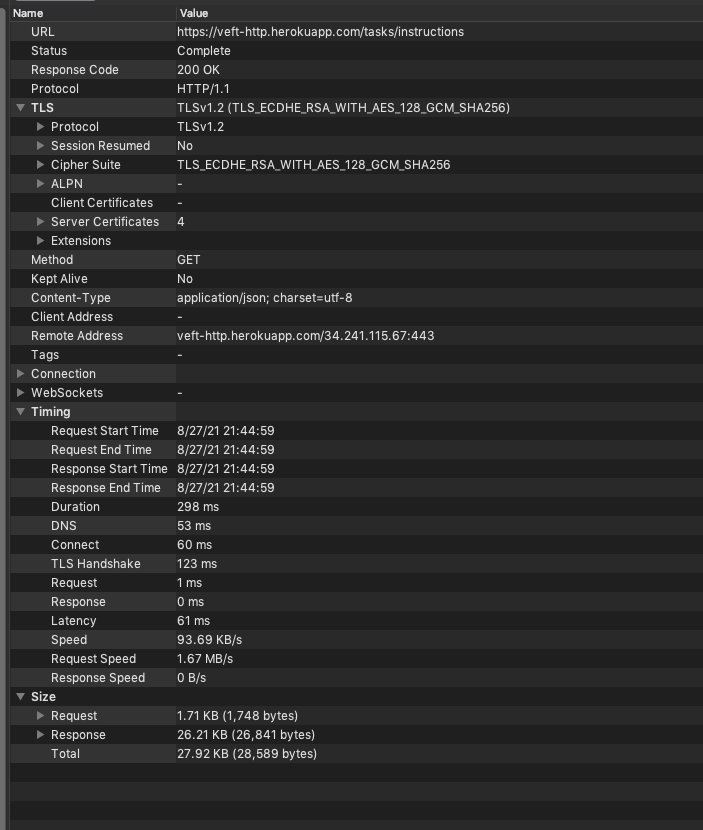 Name Value
URL https://veft-http.herokuapp.com/tasks/instructions
Status Complete
Response Code 200 OK
Protocol HTTP/1.1
TLS TLSv1.2 (TLS_ECDHE_RSA_WITH_AES_128_GCM_SHA256)
Protocol TLSv1.2
Session Resumed No
Cipher Suite TLS_ECDHE_RSA_WITH_AES_128_GCM_SHA256
ALPN -
Client Certificates -
Server Certificates 4
Extensions
Method GET
Kept Alive No
Content-Type application/json; charset=utf-8
Client Address -
Remote Address veft-http.herokuapp.com/34.241.115.67:443
Tags -
Connection
WebSockets -
Timing
Request Start Time 8/27/21 21:44:59
Request End Time 8/27/21 21:44:59
Response Start Time 8/27/21 21:44:59
Response End Time 8/27/21 21:44:59
Duration 298 ms
DNS 53 ms
Connect 60 ms
TLS Handshake 123 ms
Request 1 ms
Response 0 ms
Latency 61 ms
Speed 93.69 KB/s
Request Speed 1.67 MB/s
Response Speed 0 B/s
Size
Request 1.71 KB (1,748 bytes)
Response 26.21 KB (26,841 bytes)
Total 27.92 KB (28,589 bytes)